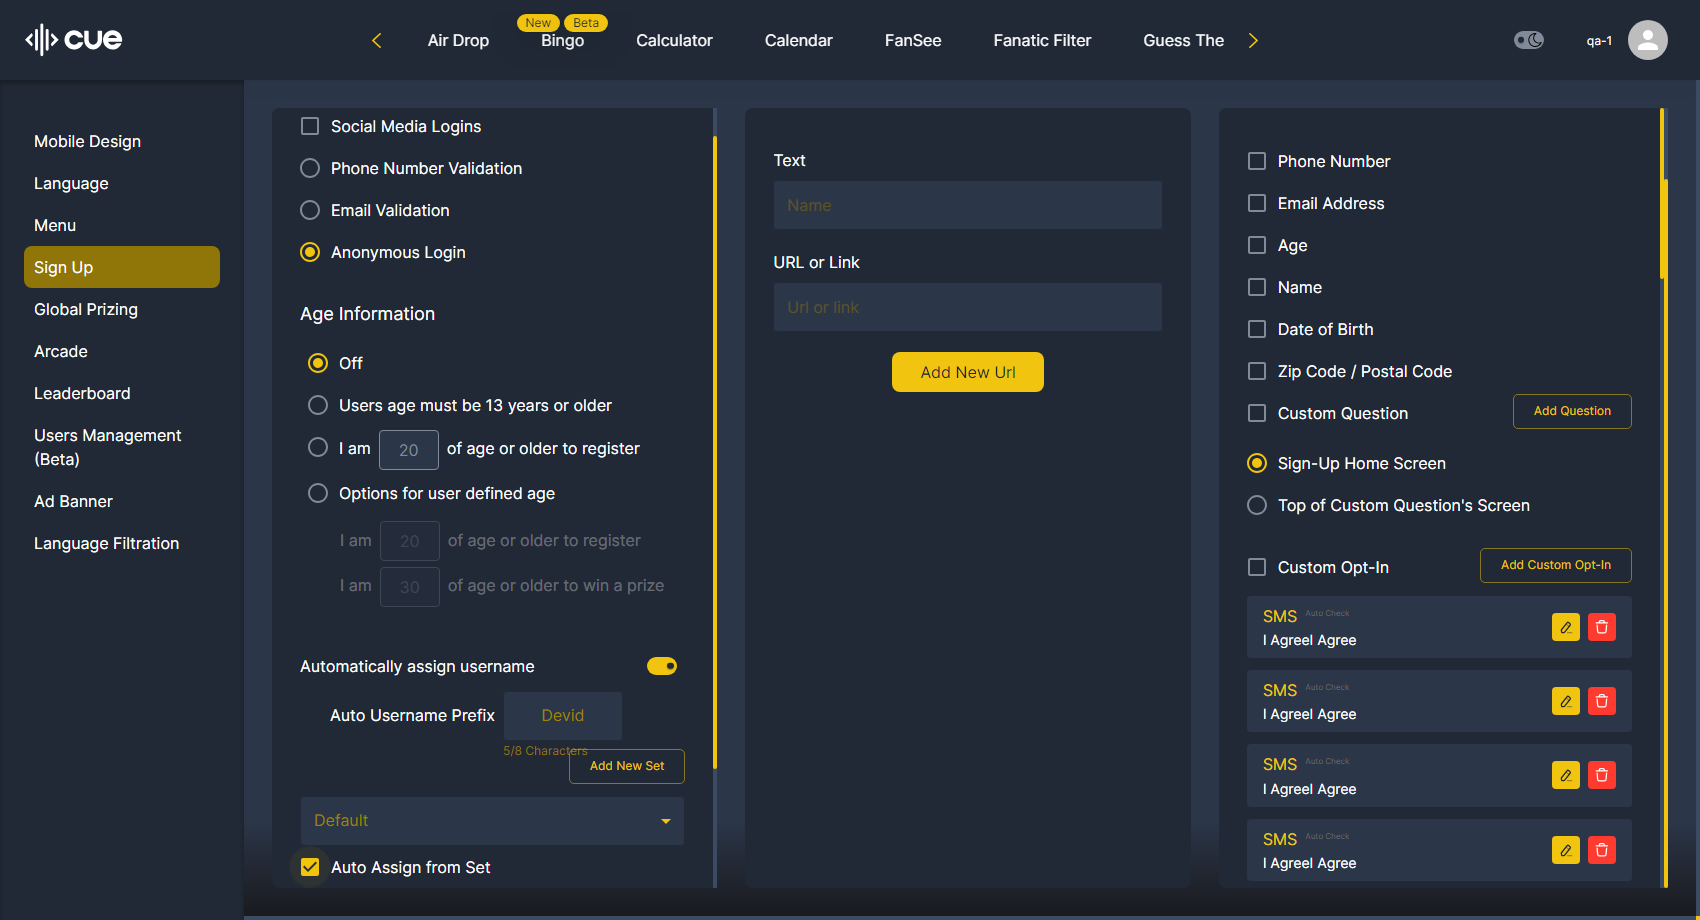 cue
Air Drop
New
Beta
Bingo
Calculator
Calendar
FanSee
Fanatic Filter
Guess The
qa-1
Mobile Design
Language
Menu
Sign Up
Global Prizing
Arcade
Leaderboard
Users Management
(Beta)
Ad Banner
Language Filtration
Social Media Logins
Phone Number Validation
Email Validation
Anonymous Login
Age Information
Off
Users age must be 13 years or older
I am 20 of age or older to register
Options for user defined age
I am 20 of age or older to register
I am 30 of age or older to win a prize
Automatically assign username
Auto Username Prefix Devid
5/8 Characters
Add New Set
Default
Auto Assign from Set
Text
Name
URL or Link
Url or link
Add New Url
Phone Number
Email Address
Age
Name
Date of Birth
Zip Code / Postal Code
Custom Question Add Question
Sign-Up Home Screen
Top of Custom Question's Screen
Custom Opt-In Add Custom Opt-In
SMS Auto Check
I AgreeI Agree
SMS Auto Check
I AgreeI Agree
SMS Auto Check
I AgreeI Agree
SMS Auto Check
I AgreeI Agree